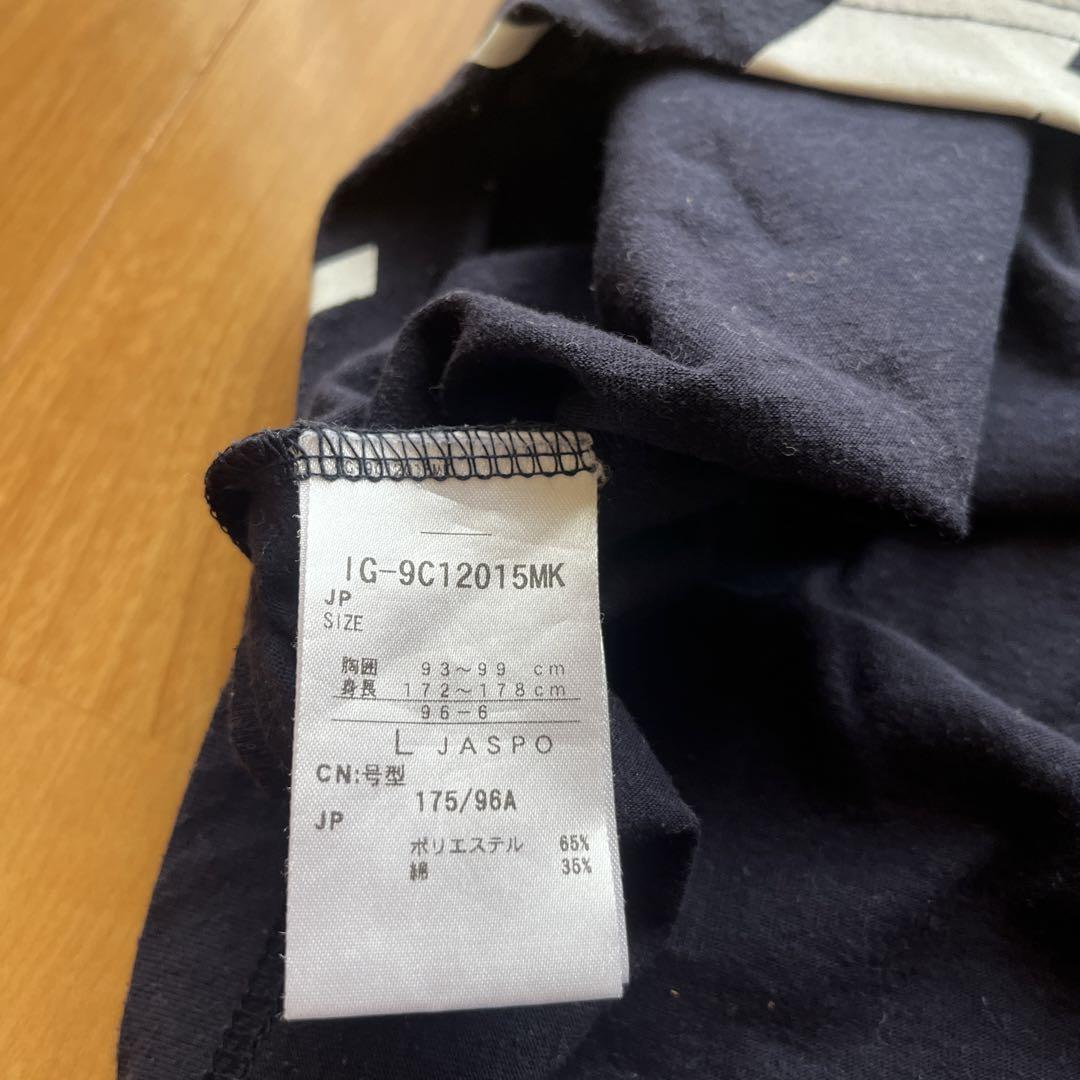 IG-9C12015MK
JP
SIZE
胸囲 93～99 cm
身長 172～178cm
96-6
L JASPO
CN:号型
175/96A
JP
ポリエステル 65%
綿 35%